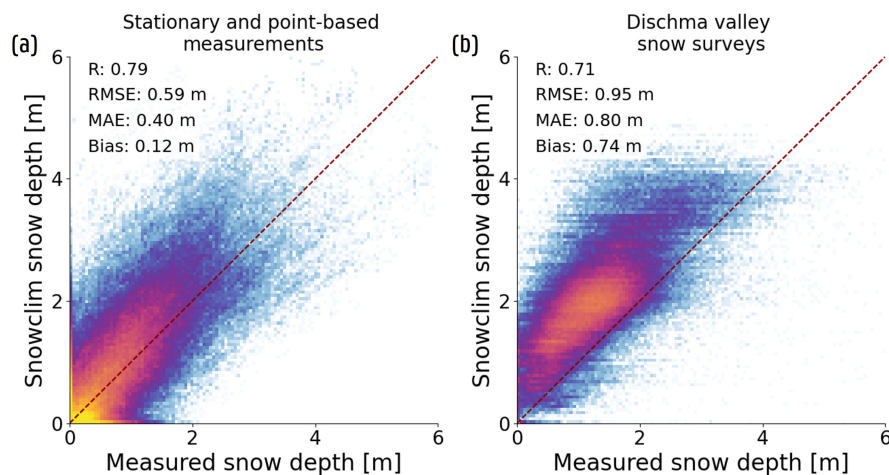 (a)
Stationary and point-based
measurements
R: 0.79
RMSE: 0.59 m
MAE: 0.40 m
Bias: 0.12 m
Snowclim snow depth [m]
6
4
2
0
0 2 4 6
Measured snow depth [m]
(b)
Dischma valley
snow surveys
R: 0.71
RMSE: 0.95 m
MAE: 0.80 m
Bias: 0.74 m
Snowclim snow depth [m]
6
4
2
0
0 2 4 6
Measured snow depth [m]